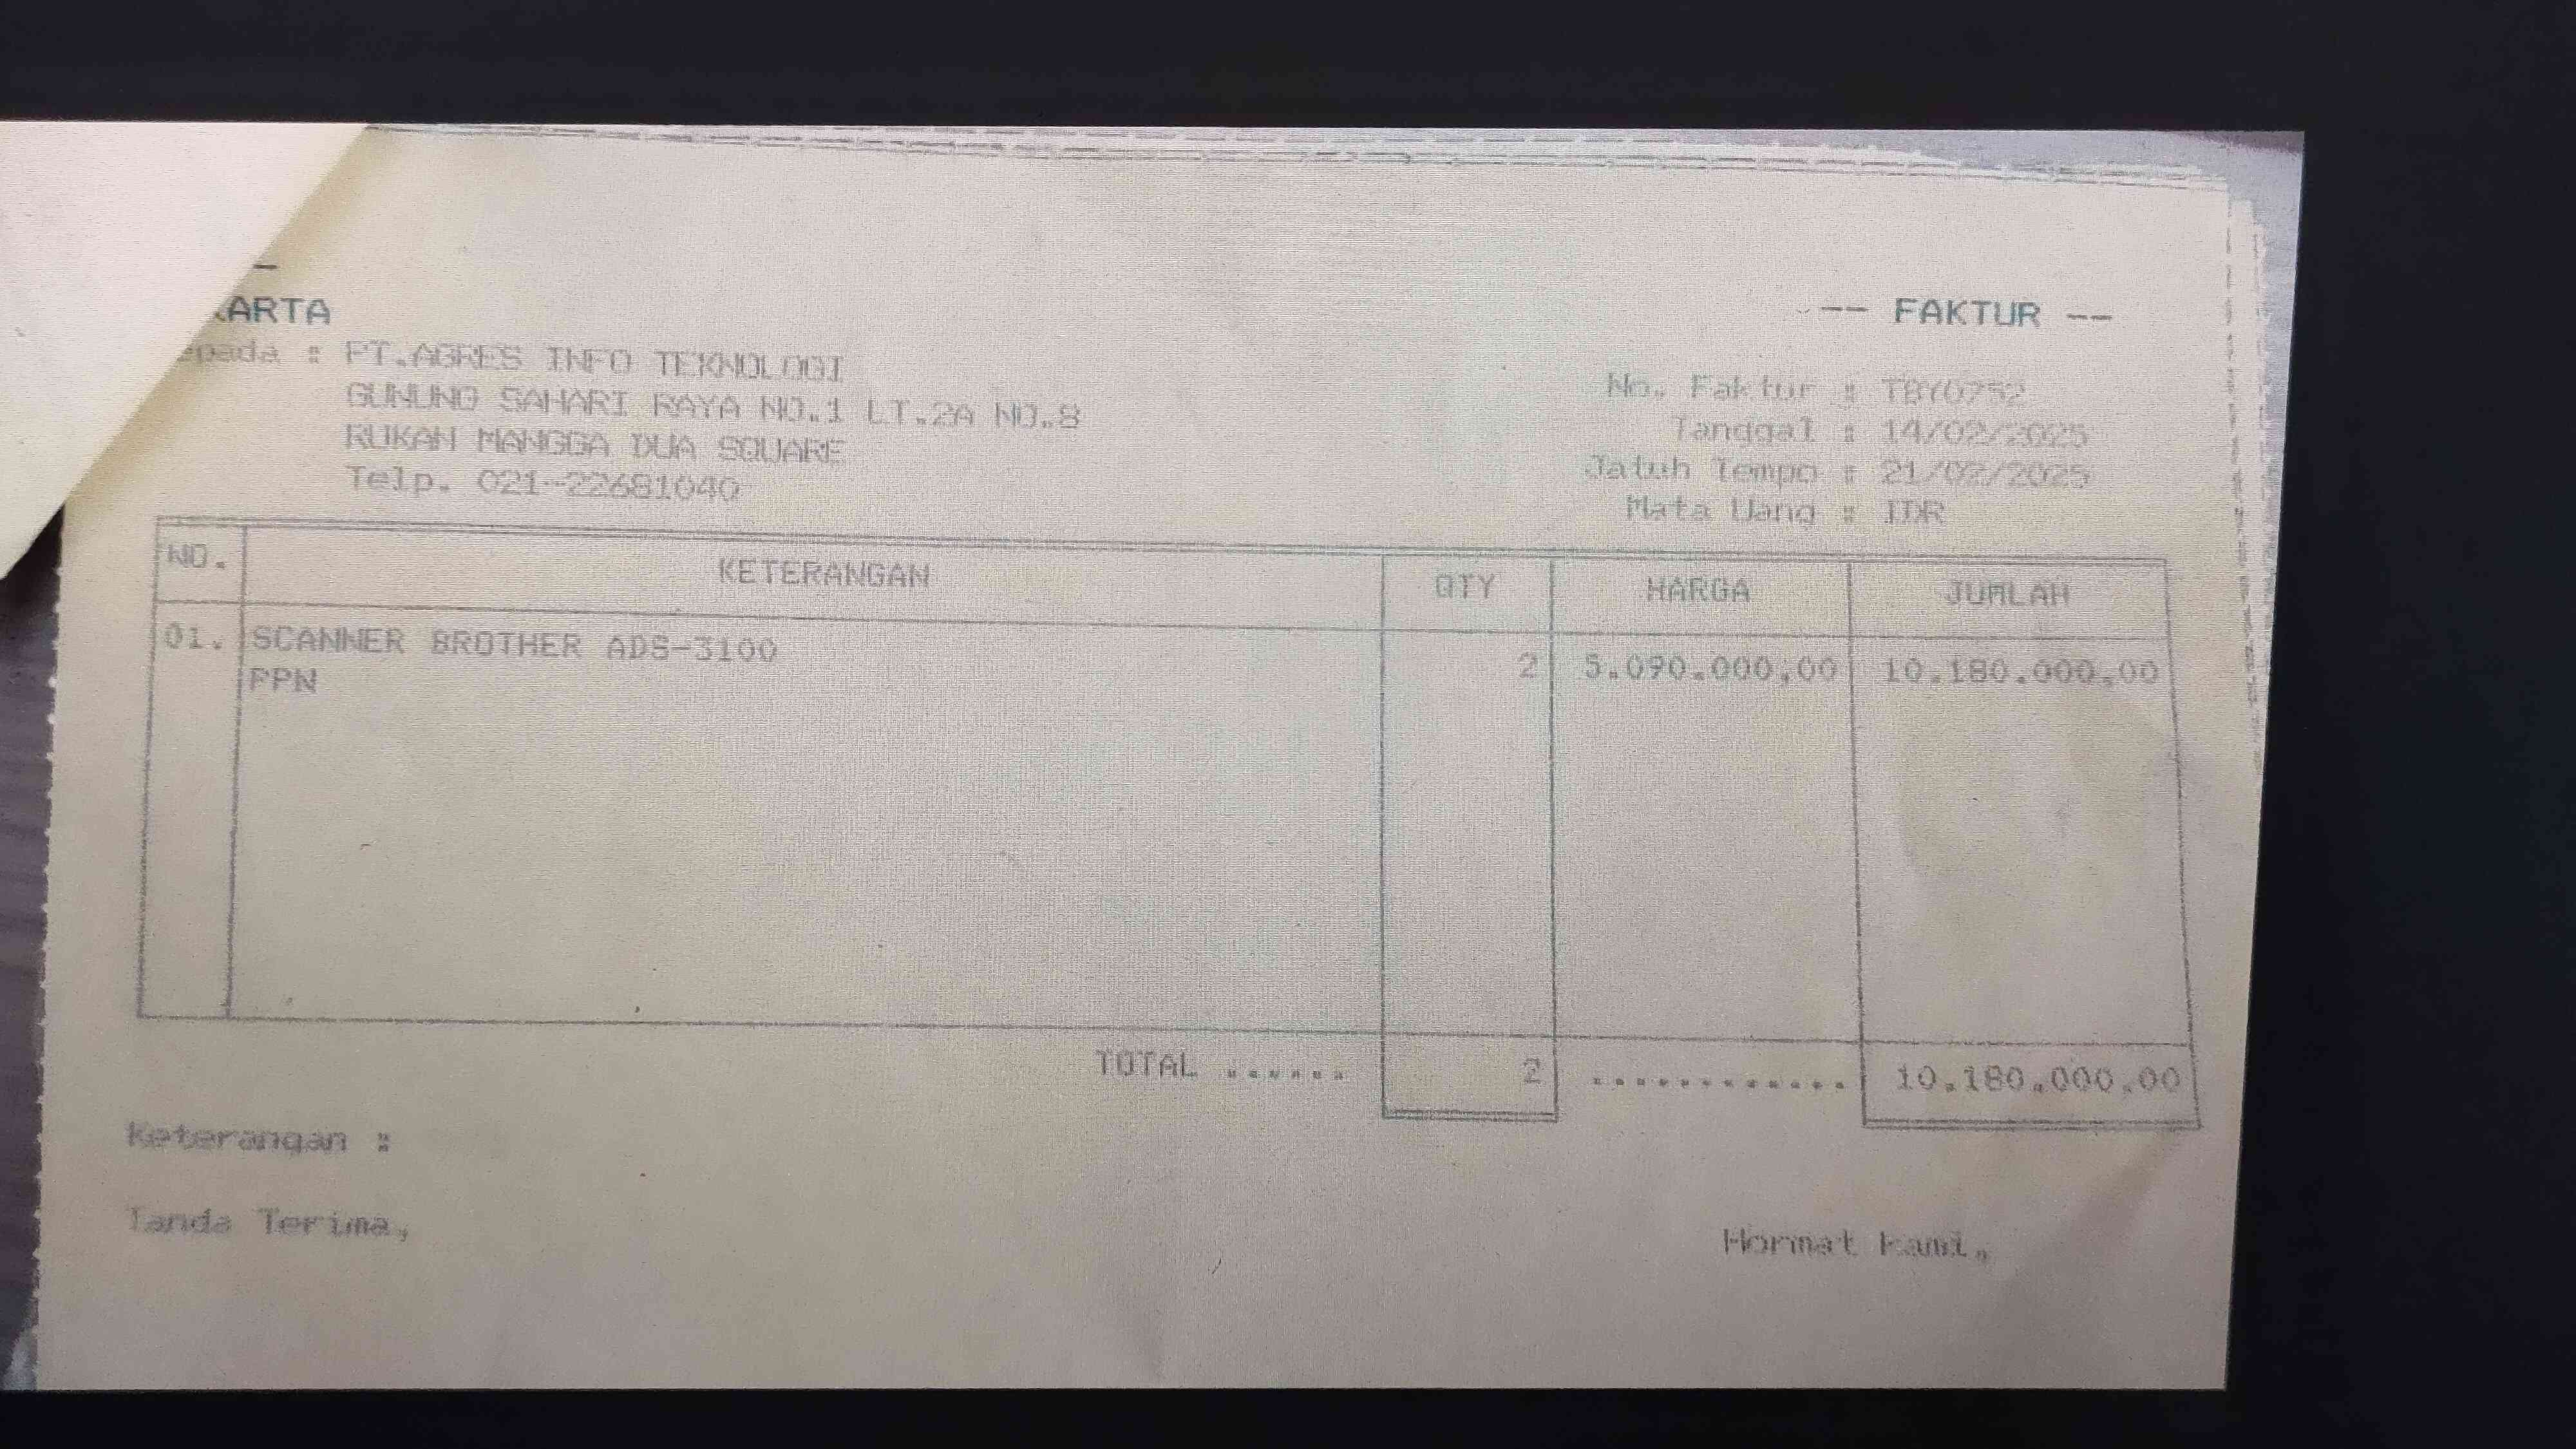 -- FAKTUR --
: PT.AGRES INFO TEKNOLOGI
GUNUNG SAHARI RAYA NO.1 LT.2A NO.8
RUKAN MANGGA DUA SQUARE
Telp. 021-22681040
No. Faktur :
Tanggal : 14/02/2025
Jatuh Tempo : 21/02/2025
Mata Uang : IDR
NO. KETERANGAN QTY HARGA JUMLAH
01. SCANNER BROTHER ADS-3100 2 5.090.000,00 10.180.000,00
PPN
TOTAL ...... 2 ............ 10.180.000,00
Keterangan :
Tanda Terima,
Hormat Kami,